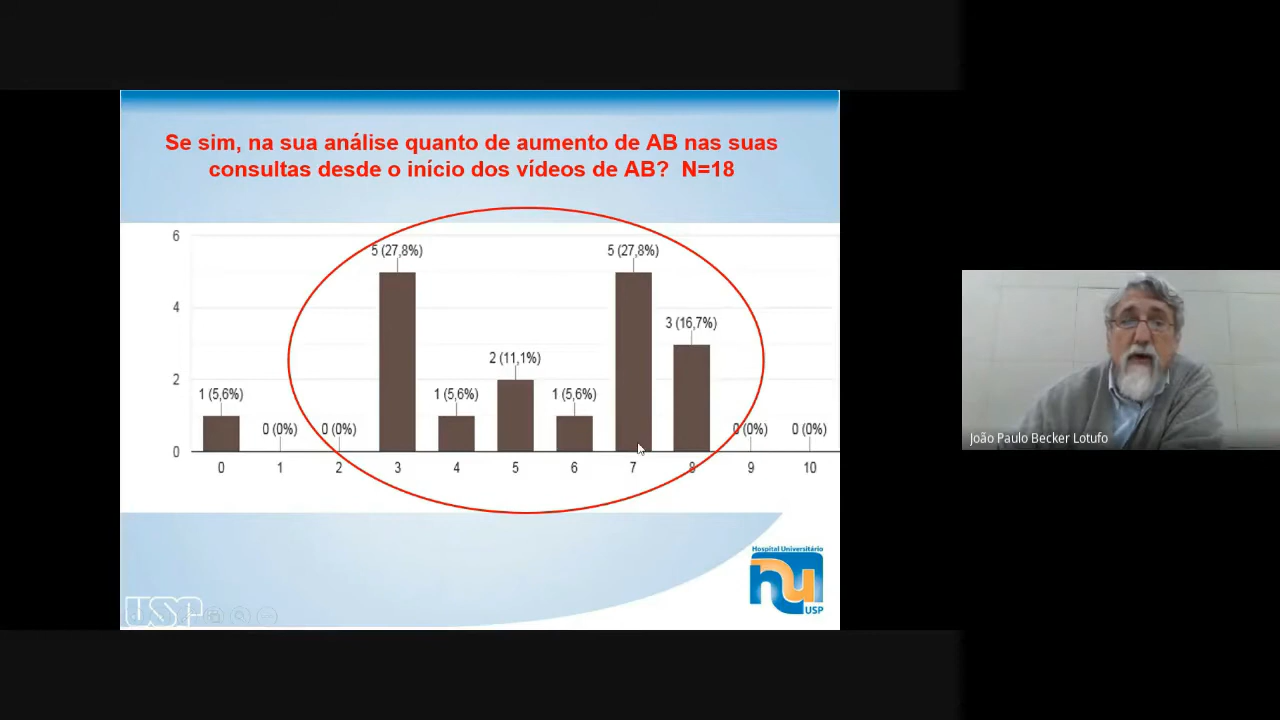 Se sim, na sua análise quanto de aumento de AB nas suas
consultas desde o início dos vídeos de AB? N=18
6
4
2
0
1 (5,6%)
0 (0%)
0 (0%)
5 (27,8%)
1 (5,6%)
2 (11,1%)
1 (5,6%)
5 (27,8%)
3 (16,7%)
0 (0%)
0 (0%)
0 1 2 3 4 5 6 7 8 9 10
Hospital Universitário
hu
USP
USP
João Paulo Becker Lotufo